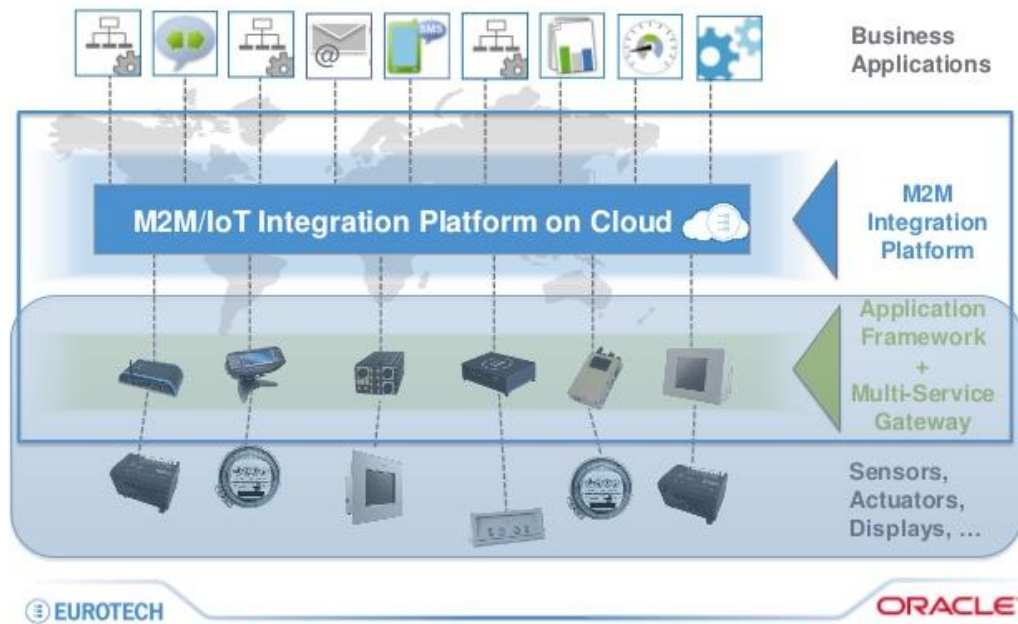 SMS
@
Business
Applications
M2M/IoT Integration Platform on Cloud
M2M
Integration
Platform
Application
Framework
+
Multi-Service
Gateway
Sensors,
Actuators,
Displays, ...
EUROTECH
ORACLE